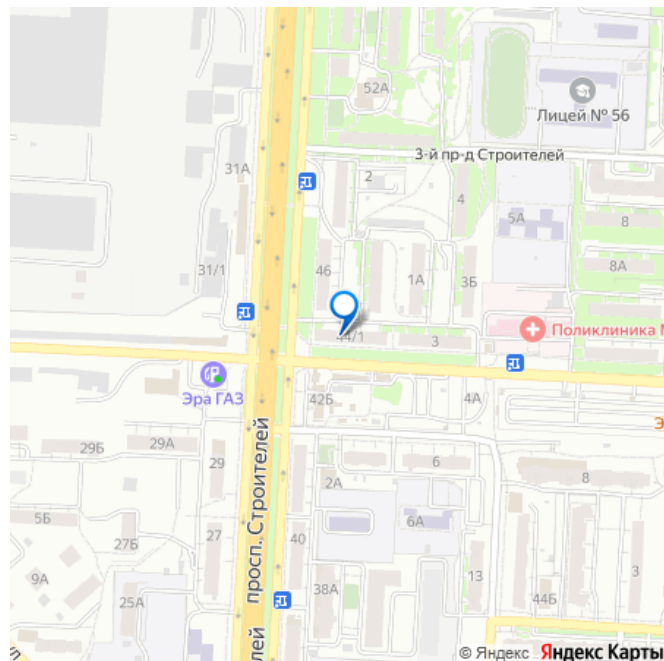 52А
Лицей № 56
3-й пр-д Строителей
31А
2
4
5А
8
31/1
46
1А
3Б
8А
44/1
3
Поликлиника М
Эра ГАЗ
42Б
4А
Э
29Б
29А
29
6
8
2А
5Б
27Б
27
просп. Строителей
6А
40
9А
25А
38А
13
44Б
3
лей
ул
© Яндекс Яндекс Карты